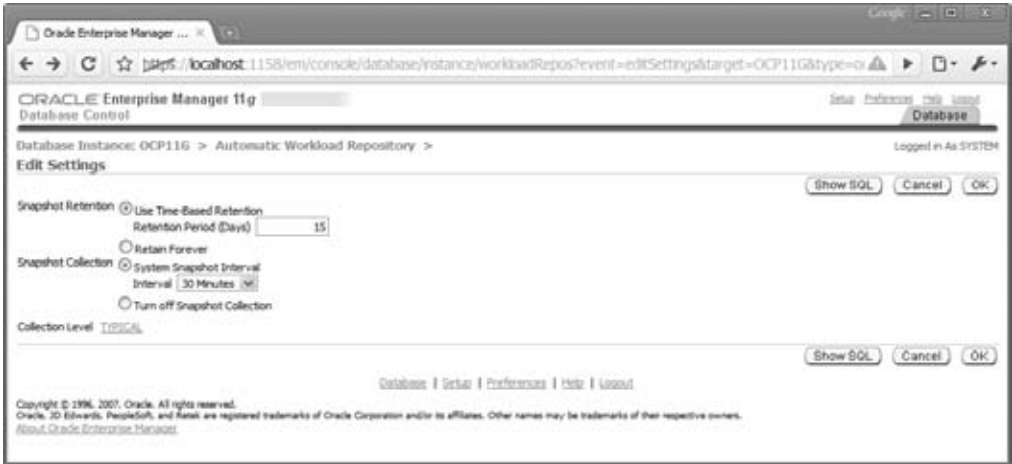 Google
Oracle Enterprise Manager ...
https://localhost:1158/em/console/database/instance/workloadRepos?event=editSettings&target=OCP11G&type=o
ORACLE Enterprise Manager 11g
Database Control
Setup Preferences Help Logout
Database
Database Instance: OCP11G > Automatic Workload Repository >
Logged in As SYSTEM
Edit Settings
Show SQL Cancel OK
Snapshot Retention Use Time-Based Retention
Retention Period (Days) 15
Retain Forever
Snapshot Collection System Snapshot Interval
Interval 30 Minutes
Turn off Snapshot Collection
Collection Level TYPICAL
Show SQL Cancel OK
Database | Setup | Preferences | Help | Logout
Copyright © 1996, 2007, Oracle. All rights reserved.
Oracle, JD Edwards, PeopleSoft, and Retek are registered trademarks of Oracle Corporation and/or its affiliates. Other names may be trademarks of their respective owners.
About Oracle Enterprise Manager